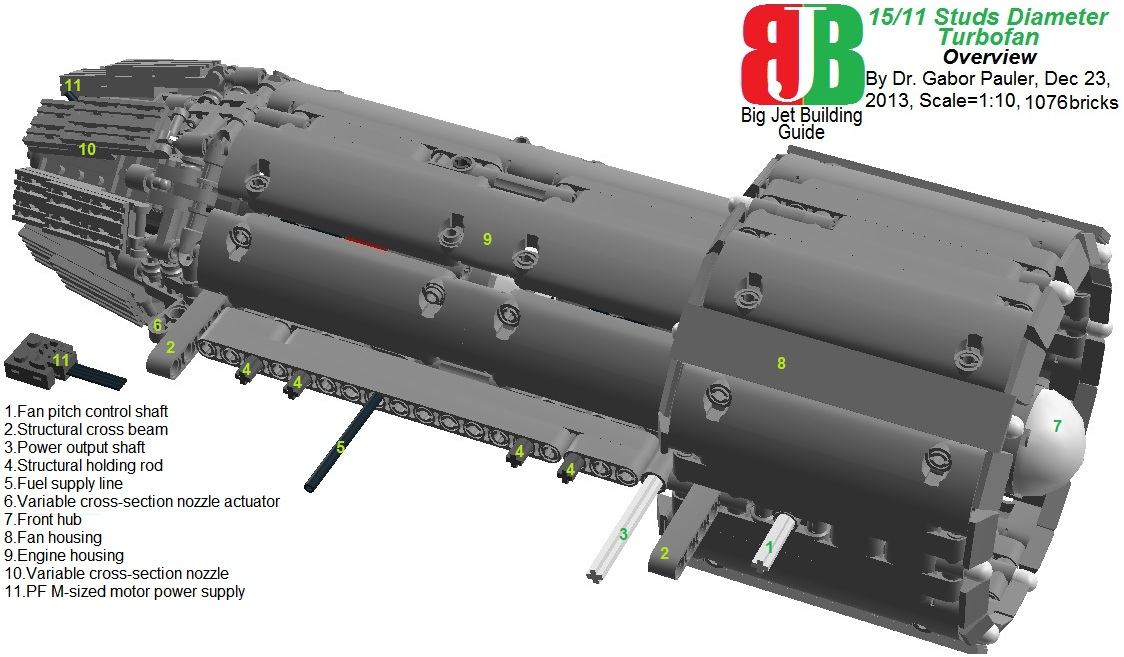 BJB
Big Jet Building
Guide
15/11 Studs Diameter
Turbofan
Overview
By Dr. Gabor Pauler, Dec 23,
2013, Scale=1:10, 1076bricks
11
10
9
6
2
11
4
4
5
4
4
3
2
1
8
7
1.Fan pitch control shaft
2.Structural cross beam
3.Power output shaft
4.Structural holding rod
5.Fuel supply line
6.Variable cross-section nozzle actuator
7.Front hub
8.Fan housing
9.Engine housing
10.Variable cross-section nozzle
11.PF M-sized motor power supply